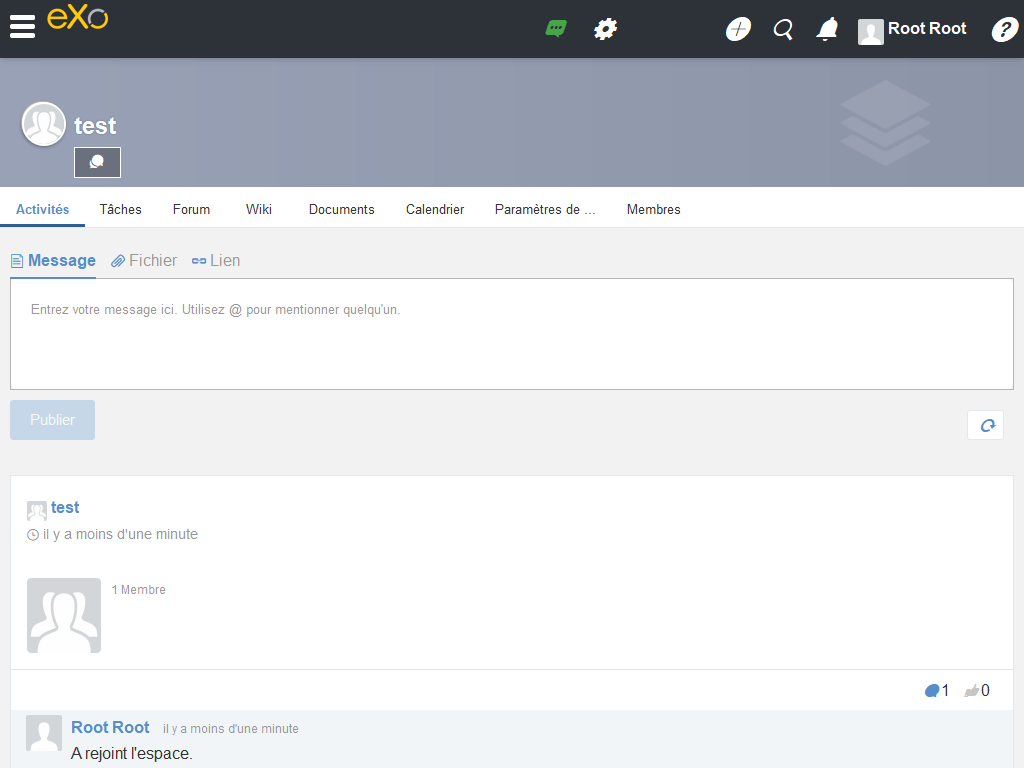 eXo
Root Root
?
test
Activités Tâches Forum Wiki Documents Calendrier Paramètres de ... Membres
Message Fichier Lien
Entrez votre message ici. Utilisez @ pour mentionner quelqu'un.
Publier
test
il y a moins d'une minute
1 Membre
1 0
Root Root il y a moins d'une minute
A rejoint l'espace.